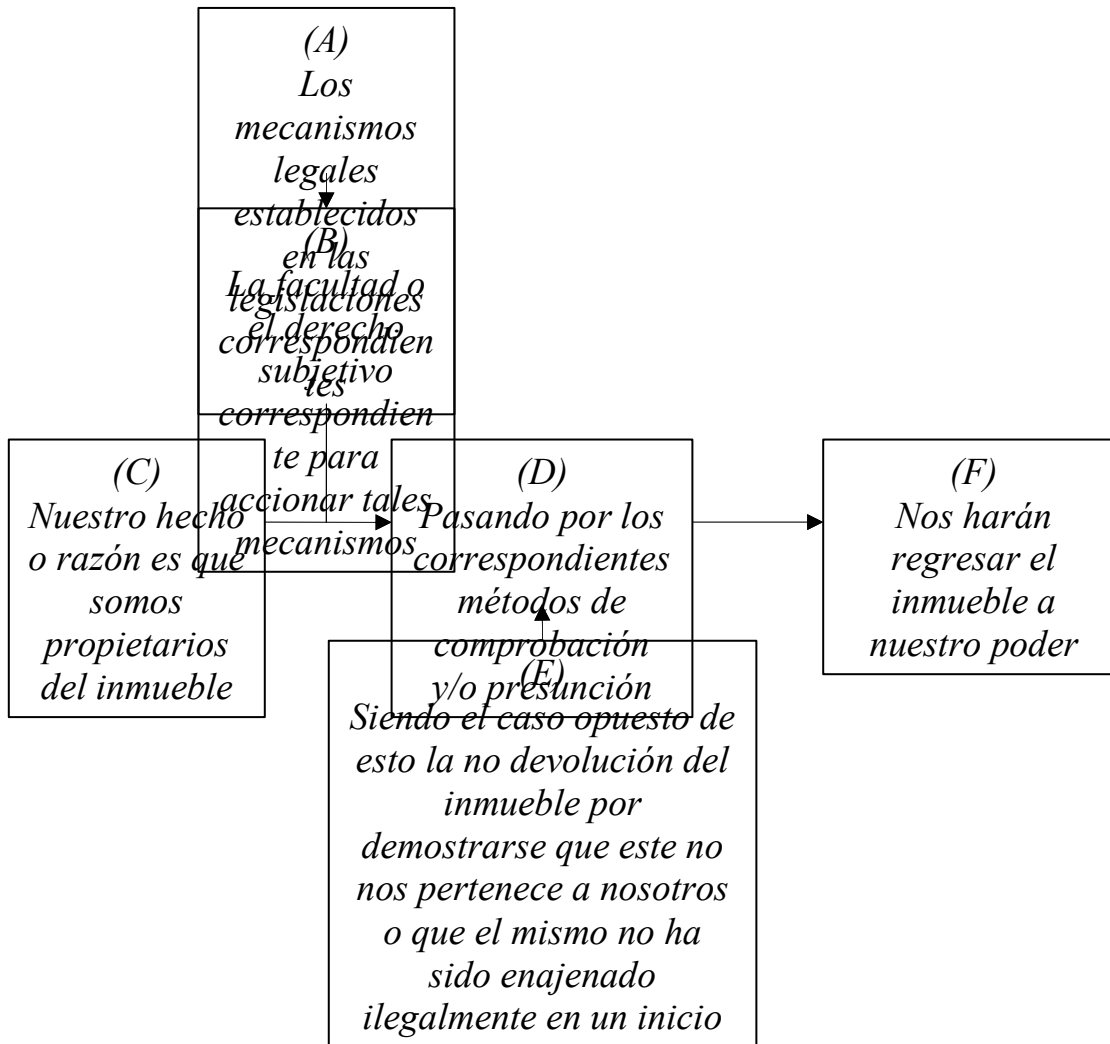 (A)
Los
mecanismos
legales
establecidos
en las
legislaciones
correspondien
tes
(B)
La facultad o
el derecho
subjetivo
correspondien
te para
accionar tales
mecanismos
(C)
Nuestro hecho
o razón es que
somos
propietarios
del inmueble
(D)
Pasando por los
correspondientes
métodos de
comprobación
y/o presunción
(E)
Siendo el caso opuesto de
esto la no devolución del
inmueble por
demostrarse que este no
nos pertenece a nosotros
o que el mismo no ha
sido enajenado
ilegalmente en un inicio
(F)
Nos harán
regresar el
inmueble a
nuestro poder